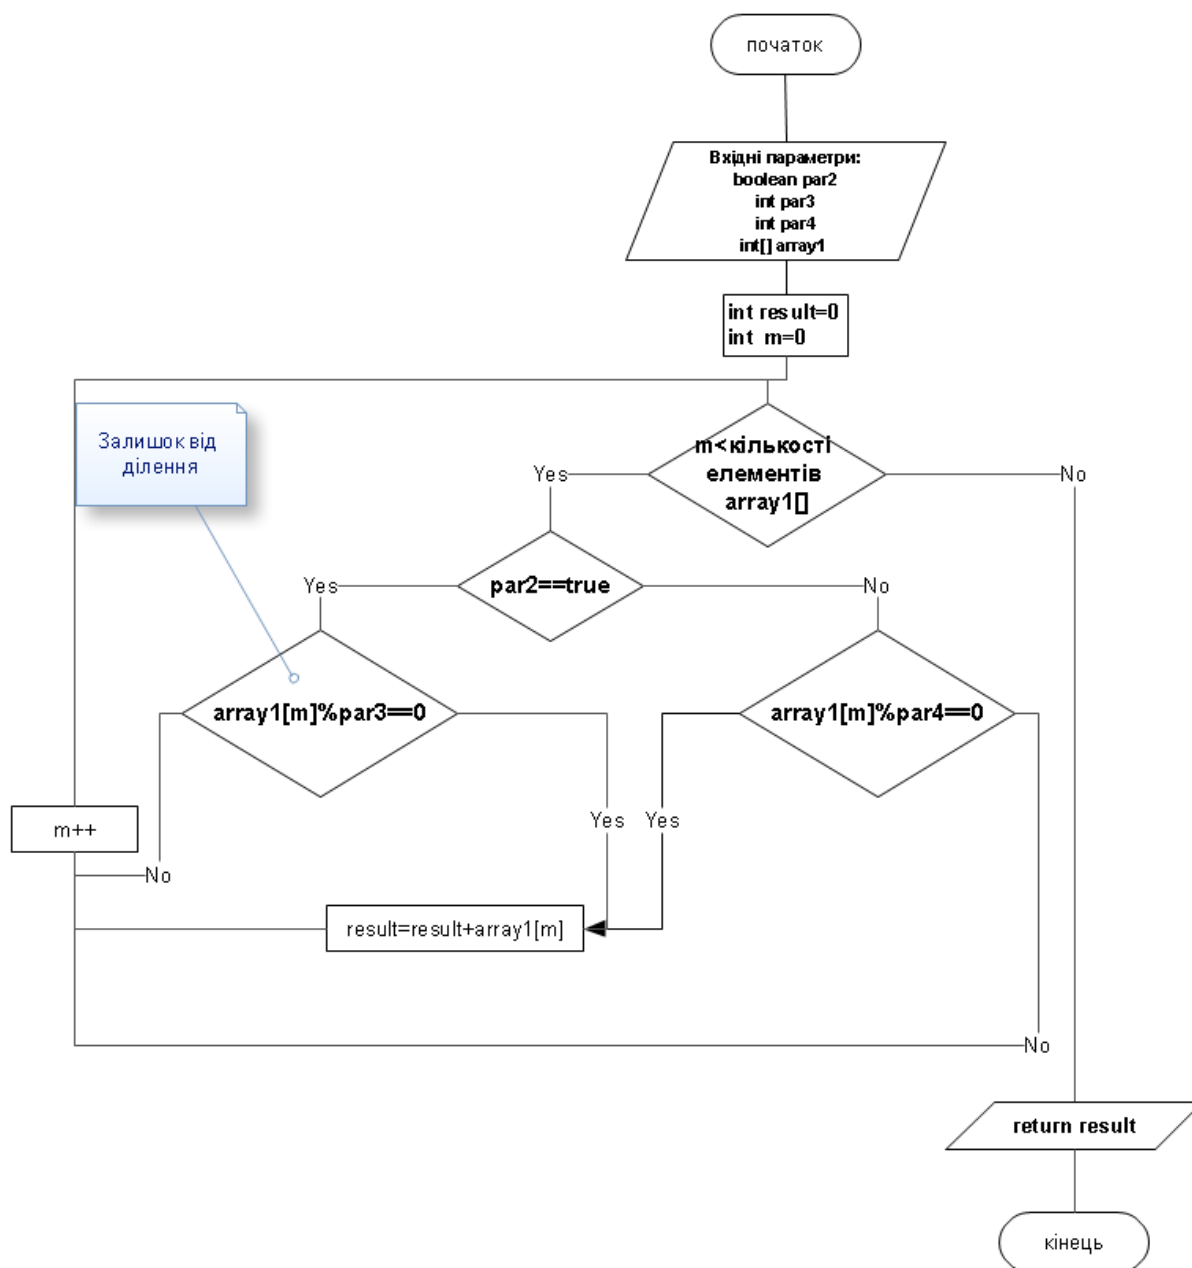 початок
Вхідні параметри:
boolean par2
int par3
int par4
int[] array1
int result=0
int m=0
Залишок від
ділення
m<кількості
елементів
array1[]
Yes
No
par2==true
Yes
No
array1[m]%par3==0
array1[m]%par4==0
Yes
Yes
m++
No
result=result+array1[m]
No
return result
кінець